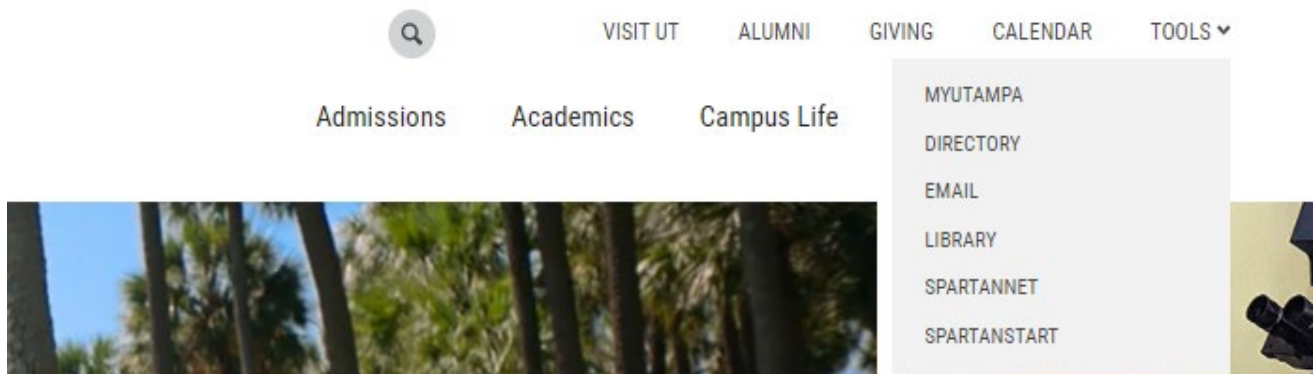 VISIT UT ALUMNI GIVING CALENDAR TOOLS
Admissions Academics Campus Life
MYUTAMPA
DIRECTORY
EMAIL
LIBRARY
SPARTANNET
SPARTANSTART